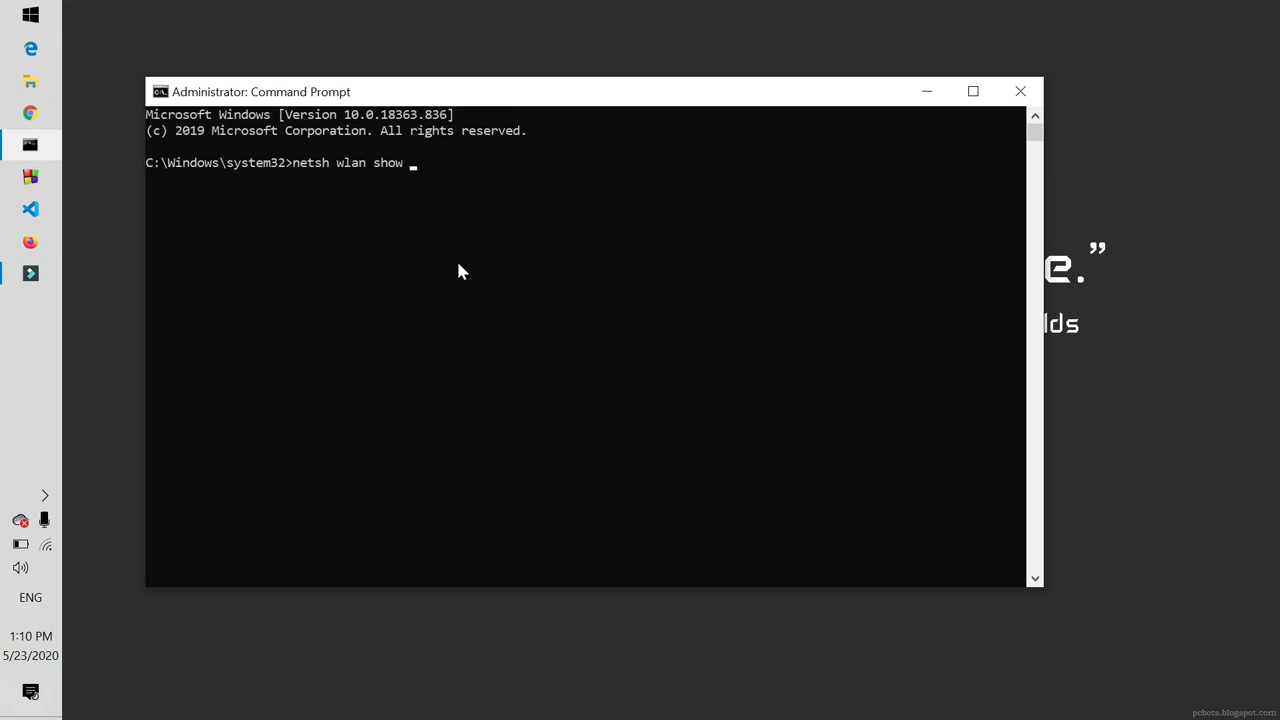 Administrator: Command Prompt
Microsoft Windows [Version 10.0.18363.836]
(c) 2019 Microsoft Corporation. All rights reserved.
C:\Windows\system32>netsh wlan show
e.”
lds
ENG
1:10 PM
5/23/2020
pcbots.blogspot.com